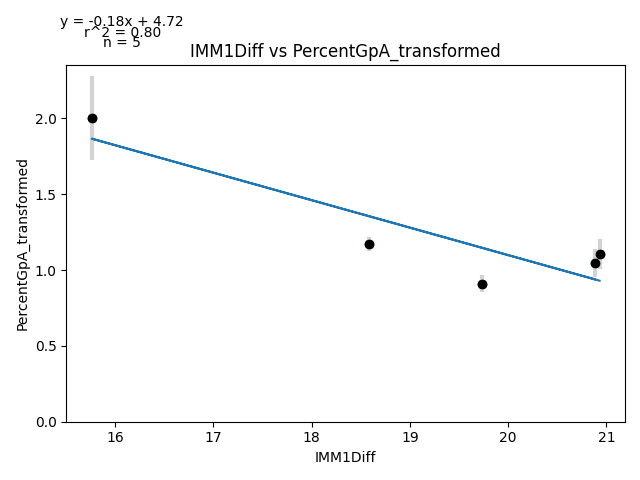 y = -0.18x + 4.72
r^2 = 0.80
n = 5
IMM1Diff vs PercentGpA_transformed
PercentGpA_transformed
2.0
1.5
1.0
0.5
0.0
16 17 18 19 20 21
IMM1Diff